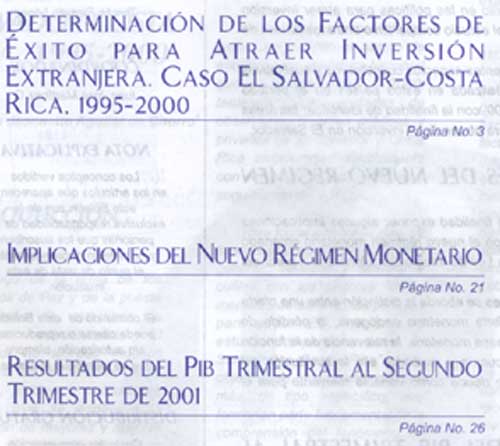 DETERMINACIÓN DE LOS FACTORES DE
ÉXITO PARA ATRAER INVERSIÓN
EXTRANJERA. CASO EL SALVADOR-COSTA
RICA, 1995-2000
Página No. 3
IMPLICACIONES DEL NUEVO RÉGIMEN MONETARIO
Página No. 21
RESULTADOS DEL PIB TRIMESTRAL AL SEGUNDO
TRIMESTRE DE 2001
Página No. 26